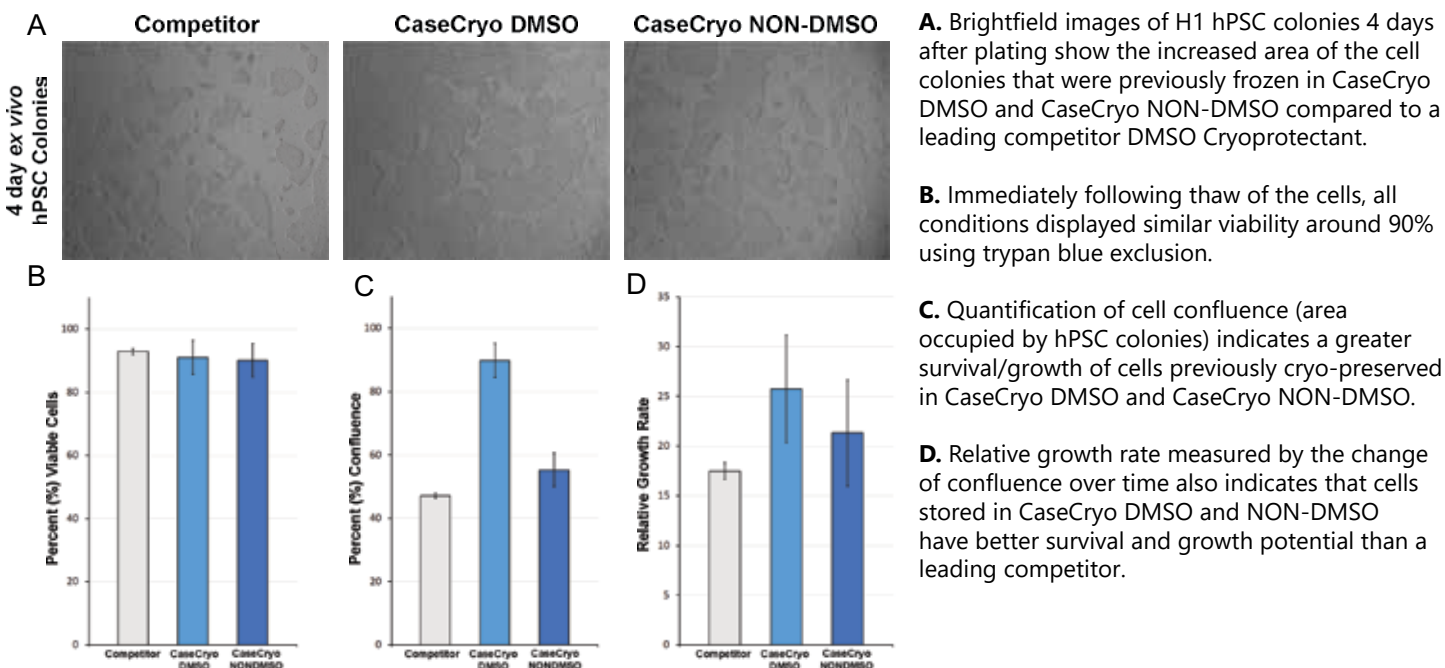 A
Competitor
CaseCryo DMSO
CaseCryo NON-DMSO
4 day ex vivo
hPSC Colonies
B
Percent (%) Viable Cells
100
80
60
40
20
0
Competitor
CaseCryo
DMSO
CaseCryo
NONDMSO
C
Percent (%) Confluence
100
80
60
40
20
0
Competitor
CaseCryo
DMSO
CaseCryo
NONDMSO
D
Relative Growth Rate
35
30
25
20
15
10
5
0
Competitor
CaseCryo
DMSO
CaseCryo
NONDMSO
A. Brightfield images of H1 hPSC colonies 4 days
after plating show the increased area of the cell
colonies that were previously frozen in CaseCryo
DMSO and CaseCryo NON-DMSO compared to a
leading competitor DMSO Cryoprotectant.
B. Immediately following thaw of the cells, all
conditions displayed similar viability around 90%
using trypan blue exclusion.
C. Quantification of cell confluence (area
occupied by hPSC colonies) indicates a greater
survival/growth of cells previously cryo-preserved
in CaseCryo DMSO and CaseCryo NON-DMSO.
D. Relative growth rate measured by the change
of confluence over time also indicates that cells
stored in CaseCryo DMSO and NON-DMSO
have better survival and growth potential than a
leading competitor.